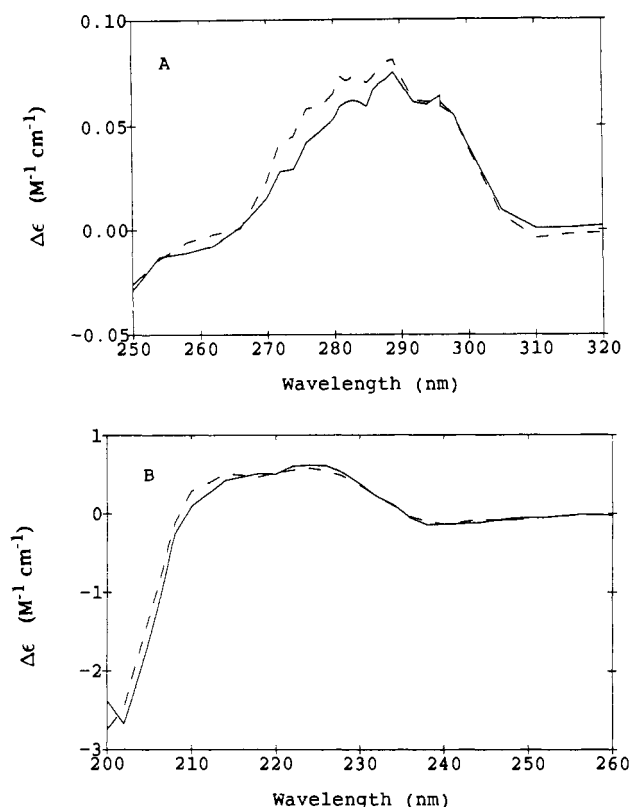 0.10
A
0.05
0.00
-0.05
Δε (M⁻¹ cm⁻¹)
250 260 270 280 290 300 310 320
Wavelength (nm)
1
B
0
-1
-2
-3
Δε (M⁻¹ cm⁻¹)
200 210 220 230 240 250 260
Wavelength (nm)